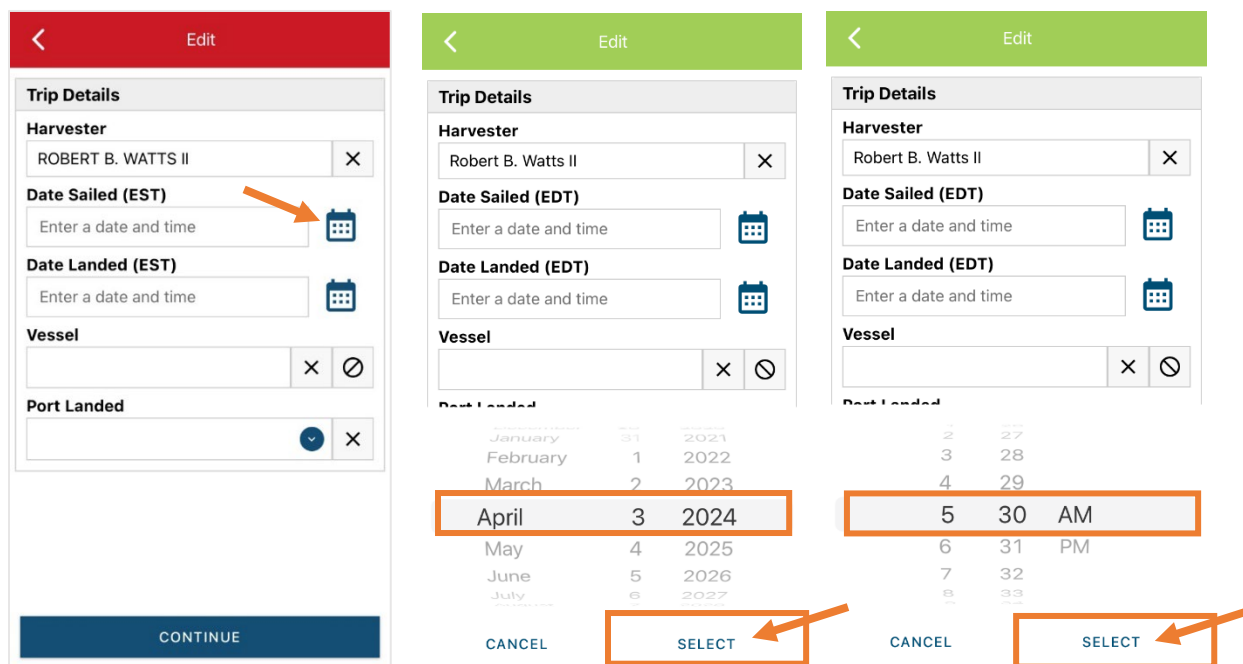 Edit
Trip Details
Harvester
ROBERT B. WATTS II
Date Sailed (EST)
Enter a date and time
Date Landed (EST)
Enter a date and time
Vessel
Port Landed
CONTINUE
Edit
Trip Details
Harvester
Robert B. Watts II
Date Sailed (EDT)
Enter a date and time
Date Landed (EDT)
Enter a date and time
Vessel
Port Landed
January 31 2021
February 1 2022
March 2 2023
April 3 2024
May 4 2025
June 5 2026
July 6 2027
CANCEL SELECT
Edit
Trip Details
Harvester
Robert B. Watts II
Date Sailed (EDT)
Enter a date and time
Date Landed (EDT)
Enter a date and time
Vessel
Port Landed
2 27
3 28
4 29
5 30 AM
6 31 PM
7 32
8 33
CANCEL SELECT